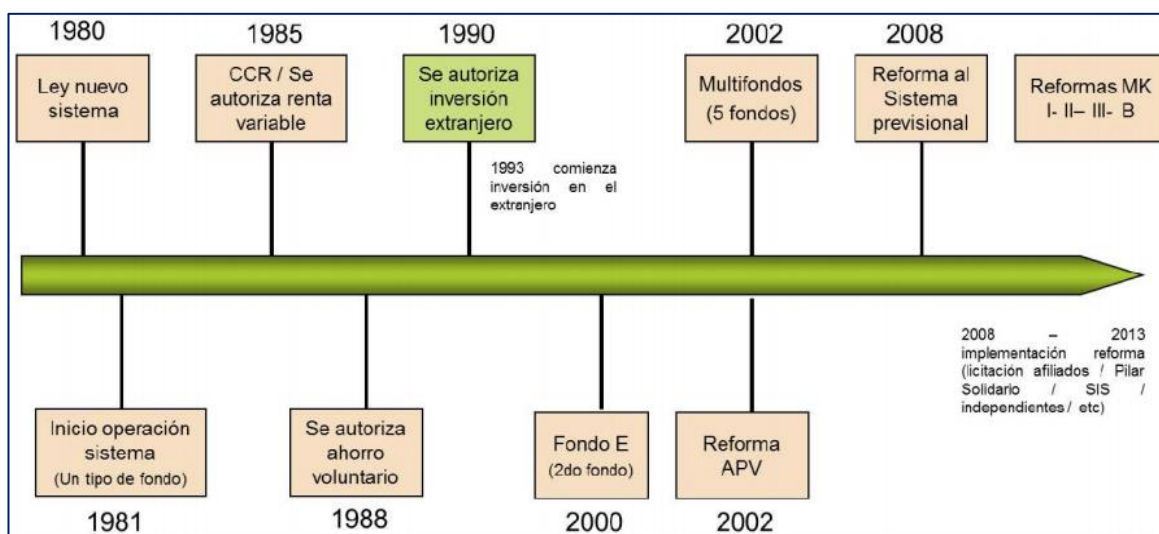 1980
Ley nuevo
sistema
1985
CCR / Se
autoriza renta
variable
1990
Se autoriza
inversión
extranjero
1993 comienza
inversión en el
extranjero
2002
Multifondos
(5 fondos)
2008
Reforma al
Sistema
previsional
Reformas MK
I- II– III- B
2008 – 2013
implementación reforma
(licitación afiliados / Pilar
Solidario / SIS /
independientes / etc)
Inicio operación
sistema
(Un tipo de fondo)
1981
Se autoriza
ahorro
voluntario
1988
Fondo E
(2do fondo)
2000
Reforma
APV
2002